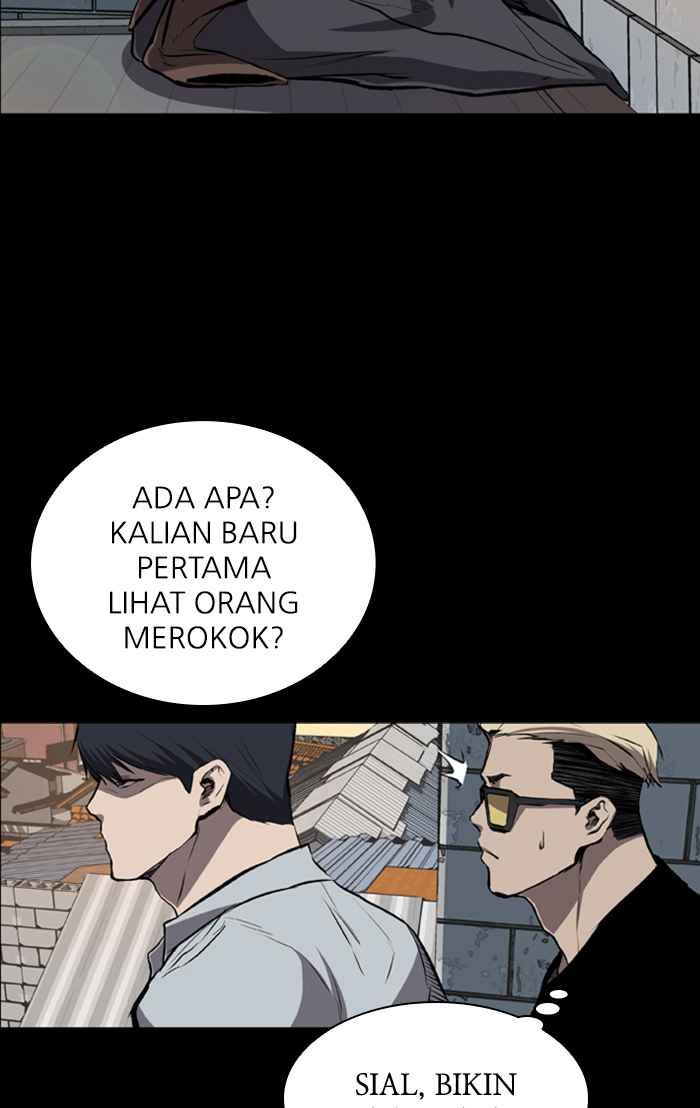 ADA APA?
KALIAN BARU
PERTAMA
LIHAT ORANG
MEROKOK?
SIAL, BIKIN